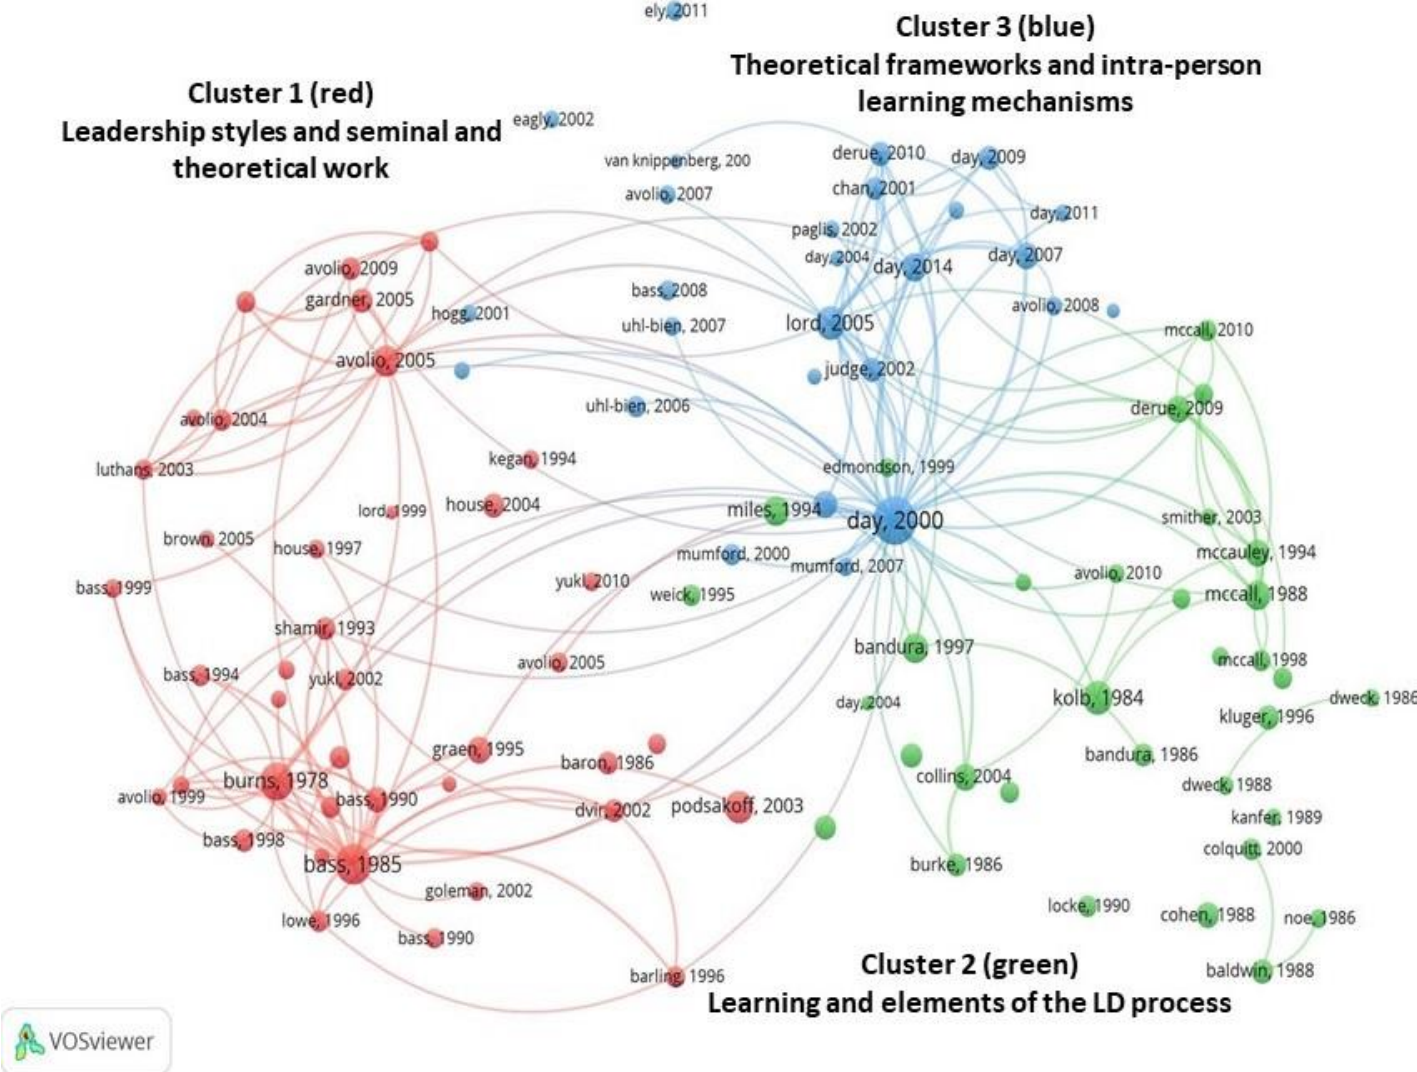 ely, 2011
Cluster 3 (blue)
Theoretical frameworks and intra-person
learning mechanisms
Cluster 1 (red)
Leadership styles and seminal and
theoretical work
eagly, 2002
van knippenberg, 200
derue, 2010
day, 2009
avolio, 2007
chan, 2001
day, 2011
paglis, 2002
day, 2004
day, 2014
day, 2007
avolio, 2009
gardner, 2005
hogg, 2001
bass, 2008
uhl-bien, 2007
lord, 2005
avolio, 2008
mccall, 2010
avolio, 2005
judge, 2002
uhl-bien, 2006
derue, 2009
avolio, 2004
luthans, 2003
kegan, 1994
edmondson, 1999
lord, 1999
house, 2004
miles, 1994
day, 2000
smither, 2003
brown, 2005
house, 1997
mumford, 2000
mumford, 2007
mccauley, 1994
bass, 1999
yukl, 2010
weick, 1995
avolio, 2010
mccall, 1988
shamir, 1993
bandura, 1997
bass, 1994
yukl, 2002
avolio, 2005
mccall, 1998
day, 2004
kolb, 1984
dweck, 1986
kluger, 1996
graen, 1995
baron, 1986
bandura, 1986
burns, 1978
collins, 2004
dweck, 1988
avolio, 1999
bass, 1990
dvir, 2002
podsakoff, 2003
kanfer, 1989
bass, 1998
bass, 1985
burke, 1986
colquitt, 2000
goleman, 2002
lowe, 1996
locke, 1990
cohen, 1988
noe, 1986
bass, 1990
barling, 1996
baldwin, 1988
Cluster 2 (green)
Learning and elements of the LD process
VOSviewer